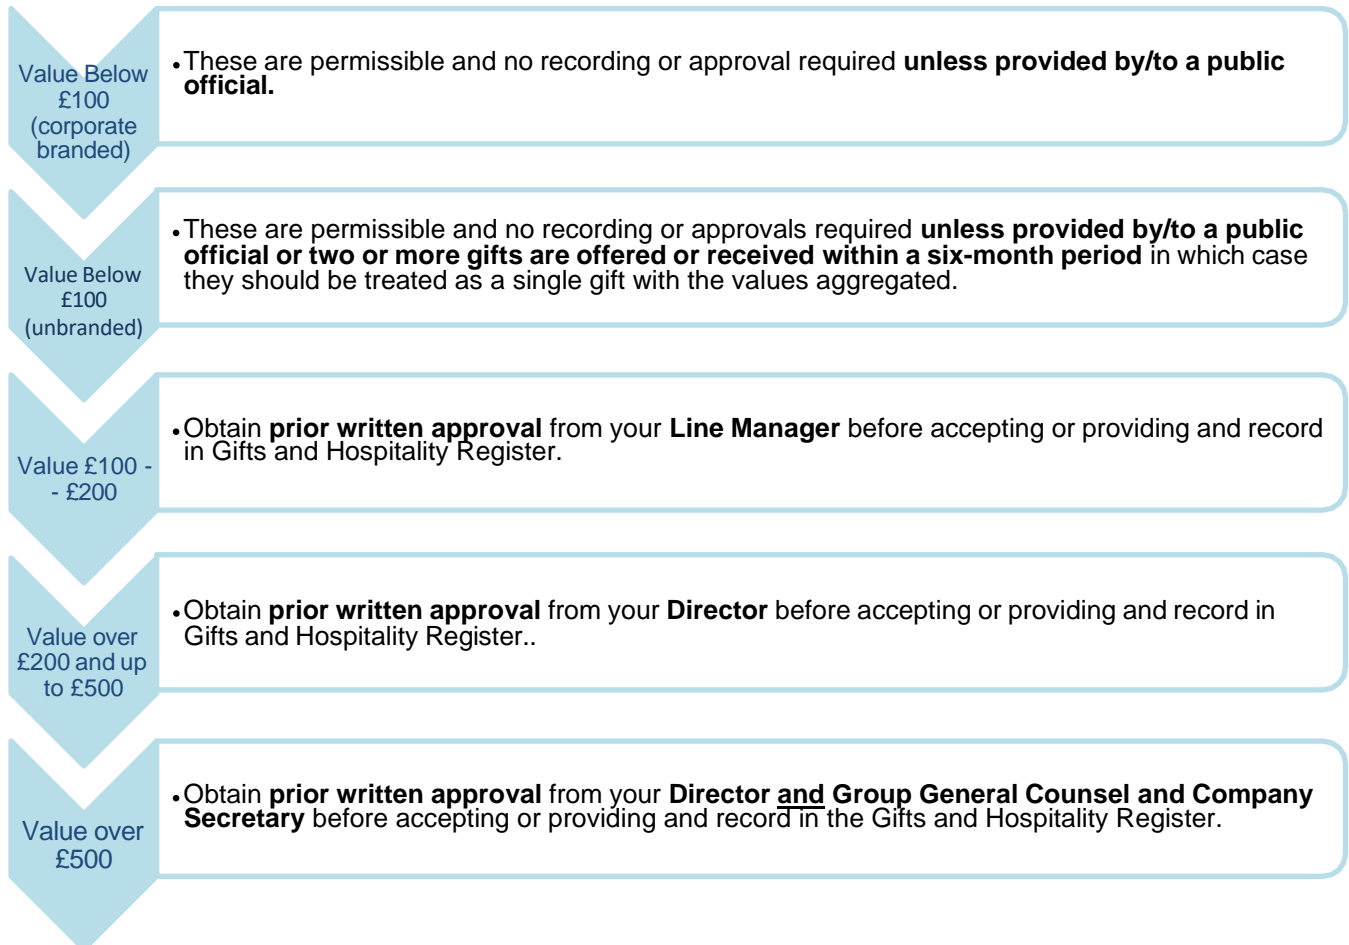 Value Below
£100
(corporate
branded)
•These are permissible and no recording or approval required unless provided by/to a public
official.
Value Below
£100
(unbranded)
•These are permissible and no recording or approvals required unless provided by/to a public
official or two or more gifts are offered or received within a six-month period in which case
they should be treated as a single gift with the values aggregated.
Value £100 -
- £200
•Obtain prior written approval from your Line Manager before accepting or providing and record
in Gifts and Hospitality Register.
Value over
£200 and up
to £500
•Obtain prior written approval from your Director before accepting or providing and record in
Gifts and Hospitality Register..
Value over
£500
•Obtain prior written approval from your Director and Group General Counsel and Company
Secretary before accepting or providing and record in the Gifts and Hospitality Register.